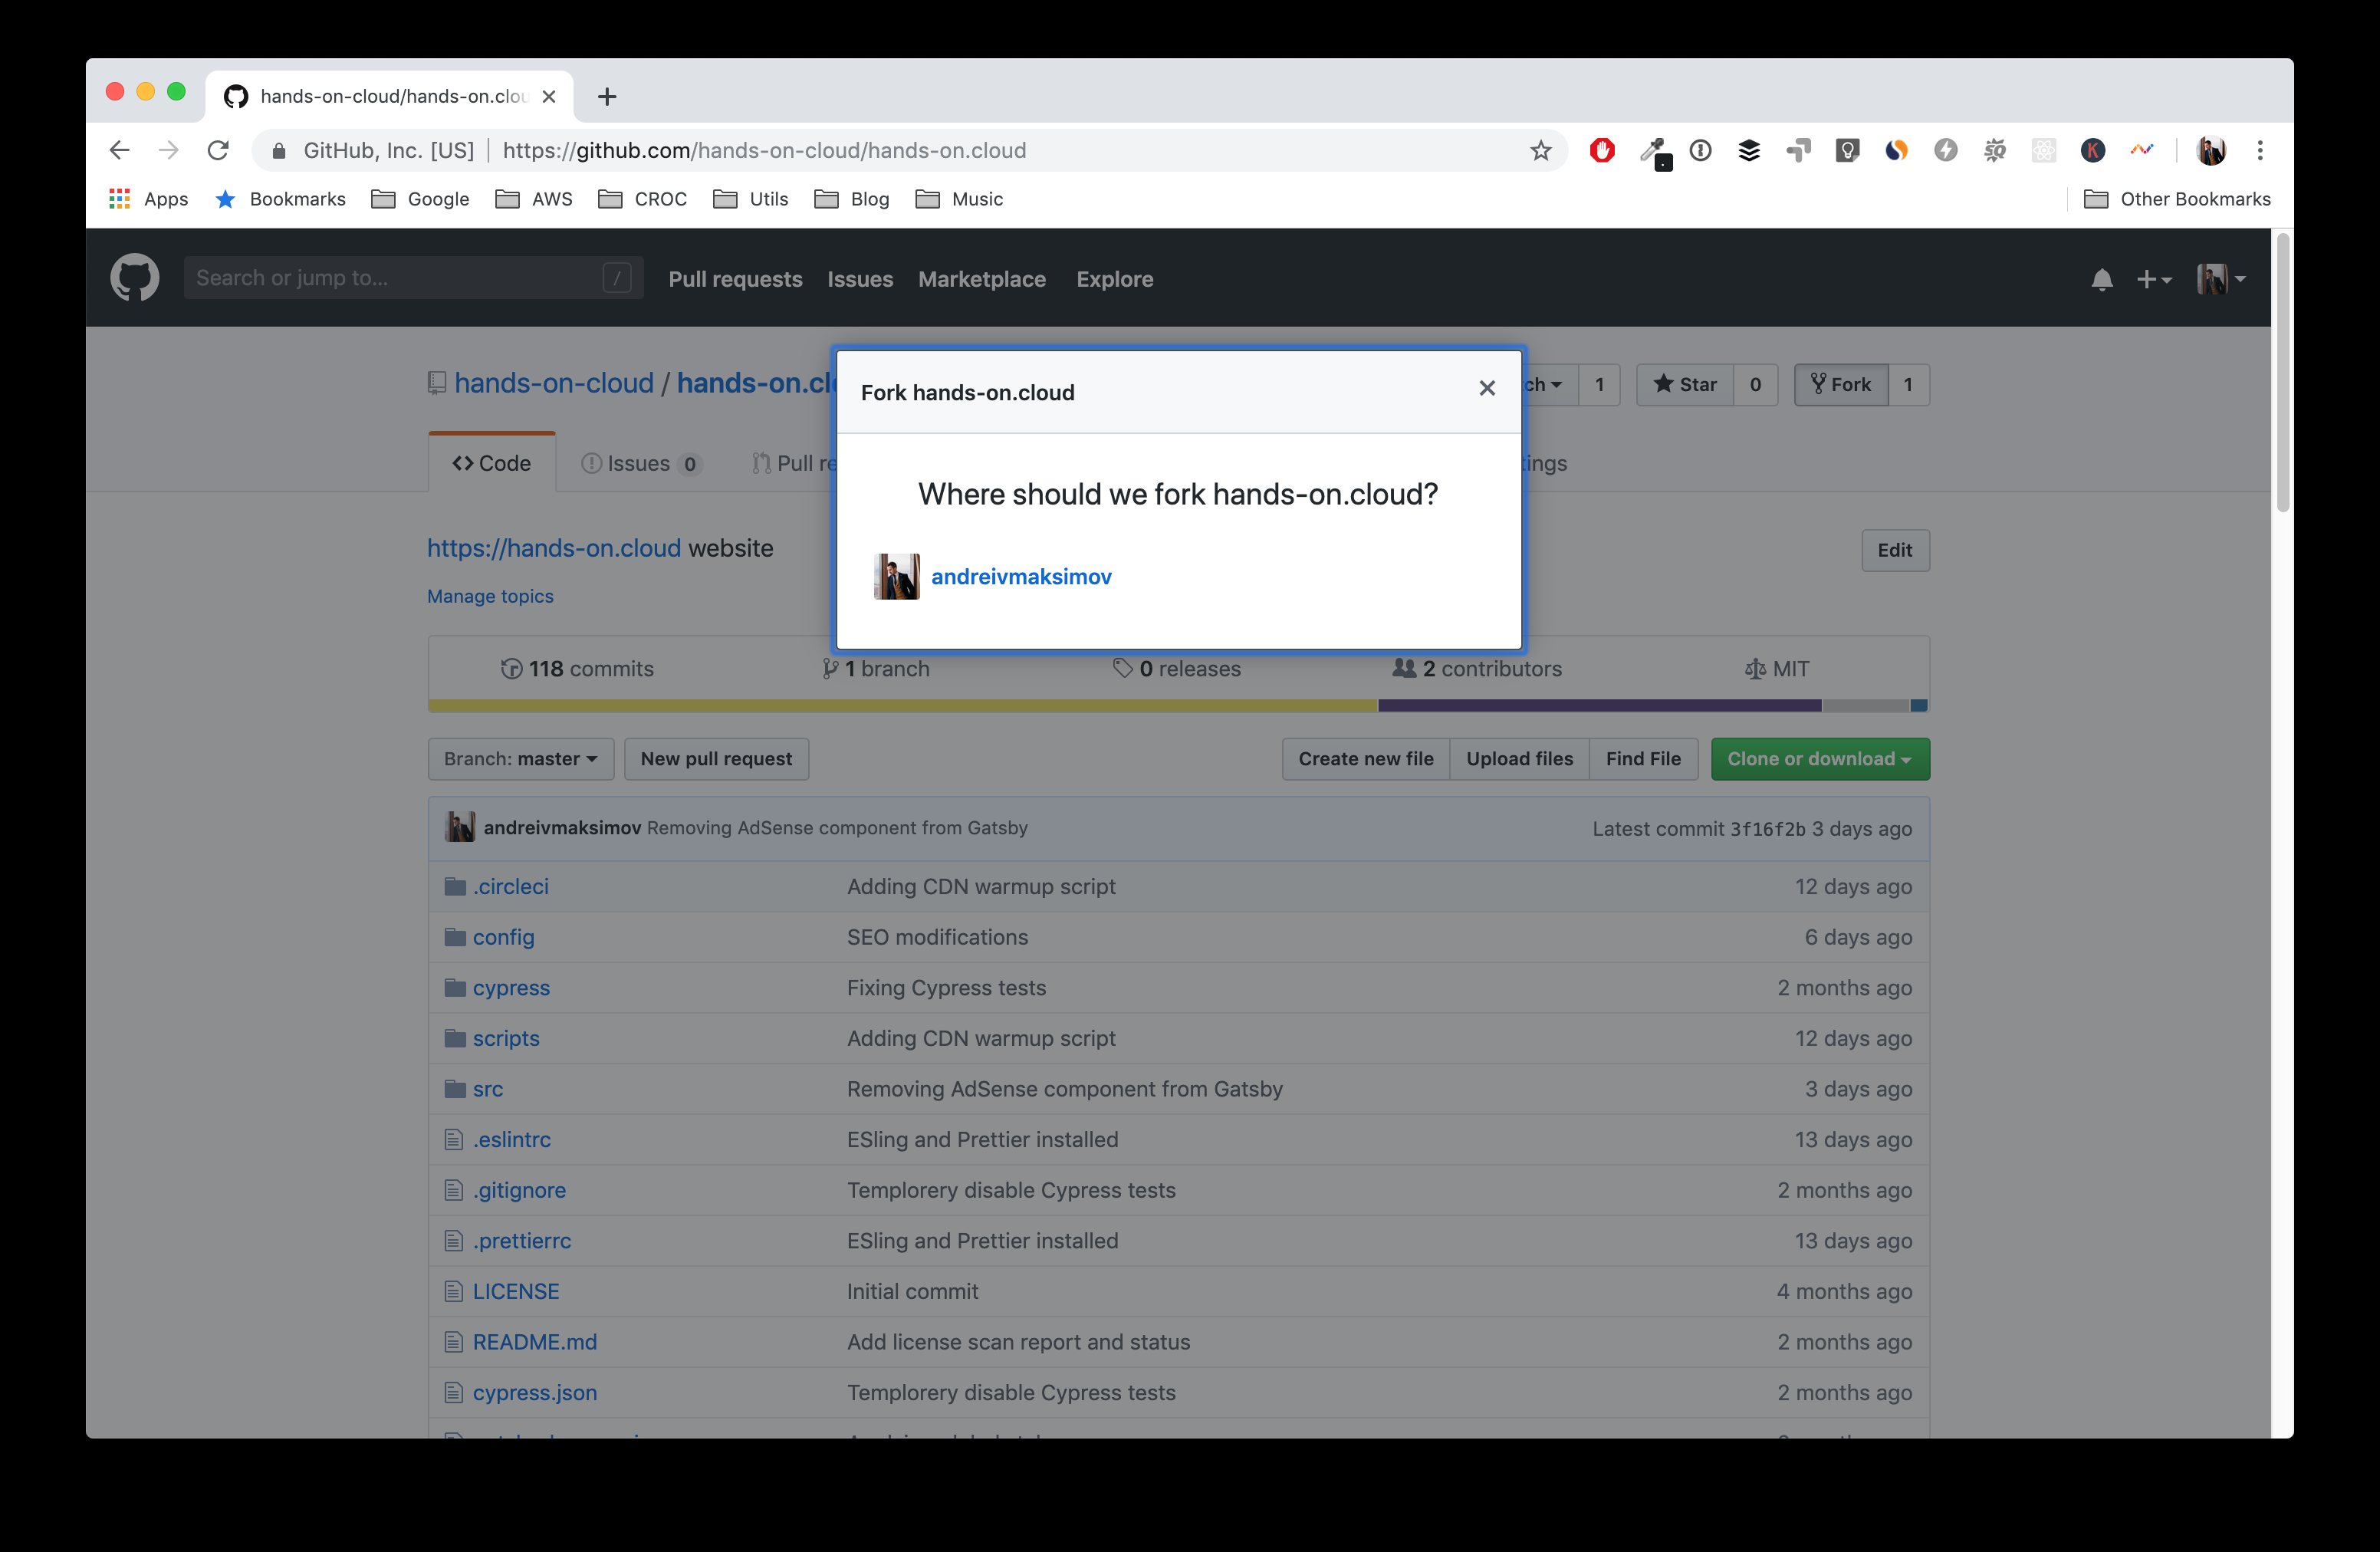 hands-on-cloud/hands-on.clou
GitHub, Inc. [US] | https://github.com/hands-on-cloud/hands-on.cloud
Apps Bookmarks Google AWS CROC Utils Blog Music Other Bookmarks
Search or jump to... / Pull requests Issues Marketplace Explore
hands-on-cloud / hands-on.cl ch 1 Star 0 Fork 1
Fork hands-on.cloud
Code Issues 0 Pull re tings
Where should we fork hands-on.cloud?
https://hands-on.cloud website Edit
andreivmaksimov
Manage topics
118 commits 1 branch 0 releases 2 contributors MIT
Branch: master New pull request Create new file Upload files Find File Clone or download
andreivmaksimov Removing AdSense component from Gatsby Latest commit 3f16f2b 3 days ago
.circleci Adding CDN warmup script 12 days ago
config SEO modifications 6 days ago
cypress Fixing Cypress tests 2 months ago
scripts Adding CDN warmup script 12 days ago
src Removing AdSense component from Gatsby 3 days ago
.eslintrc ESling and Prettier installed 13 days ago
.gitignore Templorery disable Cypress tests 2 months ago
.prettierrc ESling and Prettier installed 13 days ago
LICENSE Initial commit 4 months ago
README.md Add license scan report and status 2 months ago
cypress.json Templorery disable Cypress tests 2 months ago